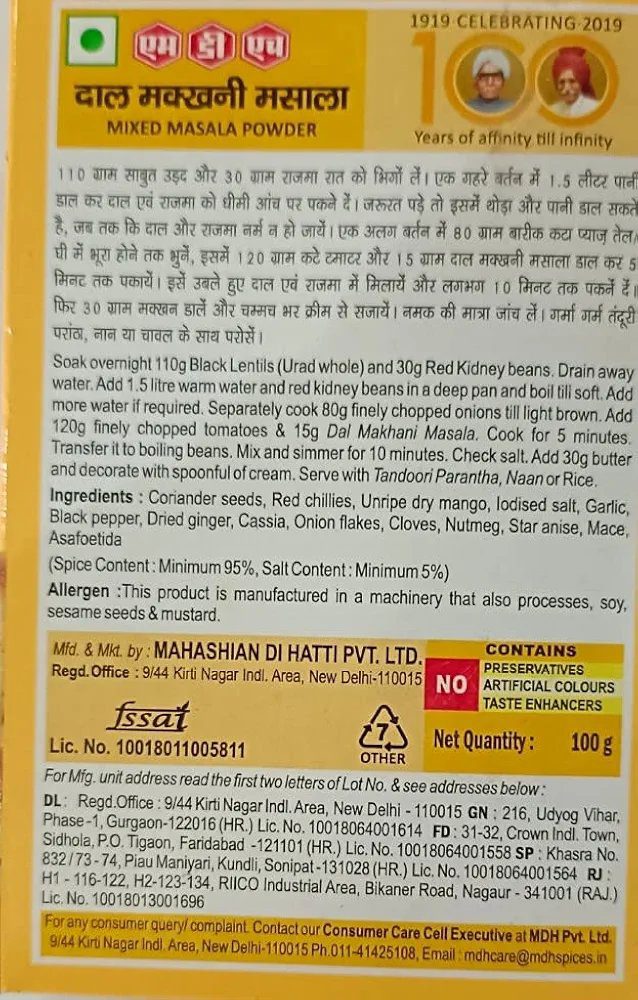 1919 CELEBRATING 2019
एम डी एच
100
दाल मक्खनी मसाला
MIXED MASALA POWDER
Years of affinity till infinity
110 ग्राम साबुत उड़द और 30 ग्राम राजमा रात को भिगों लें। एक गहरे बर्तन में 1.5 लीटर पानी
डाल कर दाल एवं राजमा को धीमी आंच पर पकने दें। जरूरत पड़े तो इसमें थोड़ा और पानी डाल सकते
है, जब तक कि दाल और राजमा नर्म न हो जायें। एक अलग बर्तन में 80 ग्राम बारीक कटा प्याज़ तेल/
घी में भूरा होने तक भुनें, इसमें 120 ग्राम कटे टमाटर और 15 ग्राम दाल मक्खनी मसाला डाल कर 5
मिनट तक पकायें। इसें उबले हुए दाल एवं राजमा में मिलायें और लगभग 10 मिनट तक पकनें दें।
फिर 30 ग्राम मक्खन डालें और चम्मच भर क्रीम से सजायें। नमक की मात्रा जांच लें। गर्मा गर्म तंदूरी
परांठा, नान या चावल के साथ परोसें।
Soak overnight 110g Black Lentils (Urad whole) and 30g Red Kidney beans. Drain away
water. Add 1.5 litre warm water and red kidney beans in a deep pan and boil till soft. Add
more water if required. Separately cook 80g finely chopped onions till light brown. Add
120g finely chopped tomatoes & 15g Dal Makhani Masala. Cook for 5 minutes.
Transfer it to boiling beans. Mix and simmer for 10 minutes. Check salt. Add 30g butter
and decorate with spoonful of cream. Serve with Tandoori Parantha, Naan or Rice.
Ingredients : Coriander seeds, Red chillies, Unripe dry mango, Iodised salt, Garlic,
Black pepper, Dried ginger, Cassia, Onion flakes, Cloves, Nutmeg, Star anise, Mace,
Asafoetida
(Spice Content : Minimum 95%, Salt Content : Minimum 5%)
Allergen :This product is manufactured in a machinery that also processes, soy,
sesame seeds & mustard.
Mfd. & Mkt. by : MAHASHIAN DI HATTI PVT. LTD.
Regd. Office : 9/44 Kirti Nagar Indl. Area, New Delhi-110015
CONTAINS
NO
PRESERVATIVES
ARTIFICIAL COLOURS
TASTE ENHANCERS
fssai
Lic. No. 10018011005811
7
OTHER
Net Quantity : 100 g
For Mfg. unit address read the first two letters of Lot No. & see addresses below :
DL : Regd.Office : 9/44 Kirti Nagar Indl. Area, New Delhi - 110015 GN : 216, Udyog Vihar,
Phase -1, Gurgaon-122016 (HR.) Lic. No. 10018064001614 FD : 31-32, Crown Indl. Town,
Sidhola, P.O. Tigaon, Faridabad -121101 (HR.) Lic. No. 10018064001558 SP : Khasra No.
832 / 73 - 74, Piau Maniyari, Kundli, Sonipat -131028 (HR.) Lic. No. 10018064001564 RJ :
H1 - 116-122, H2-123-134, RIICO Industrial Area, Bikaner Road, Nagaur - 341001 (RAJ.)
Lic. No. 10018013001696
For any consumer query/ complaint. Contact our Consumer Care Cell Executive at MDH Pvt. Ltd.
9/44 Kirti Nagar Indl. Area, New Delhi-110015 Ph.011-41425108, Email : mdhcare@mdhspices.in